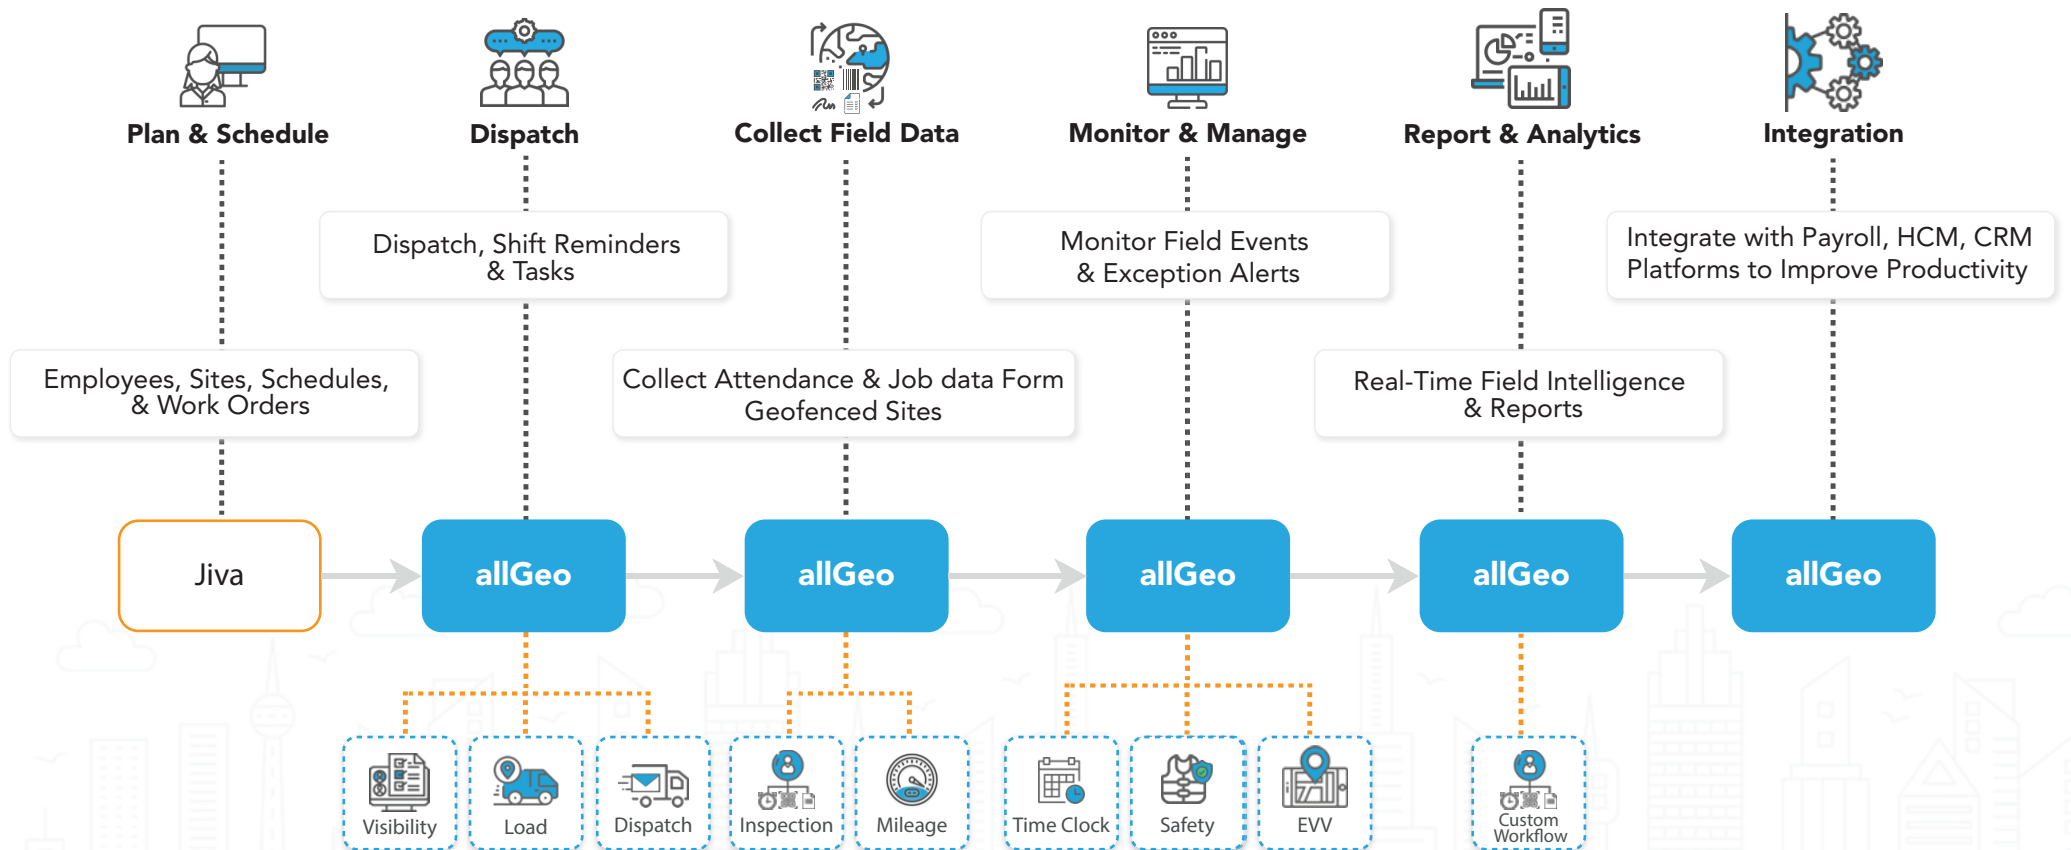 Plan & Schedule
Dispatch
Collect Field Data
Monitor & Manage
Report & Analytics
Integration
Dispatch, Shift Reminders
& Tasks
Monitor Field Events
& Exception Alerts
Integrate with Payroll, HCM, CRM
Platforms to Improve Productivity
Employees, Sites, Schedules,
& Work Orders
Collect Attendance & Job data Form
Geofenced Sites
Real-Time Field Intelligence
& Reports
Jiva
allGeo
allGeo
allGeo
allGeo
allGeo
Visibility
Load
Dispatch
Inspection
Mileage
Time Clock
Safety
EVV
Custom
Workflow